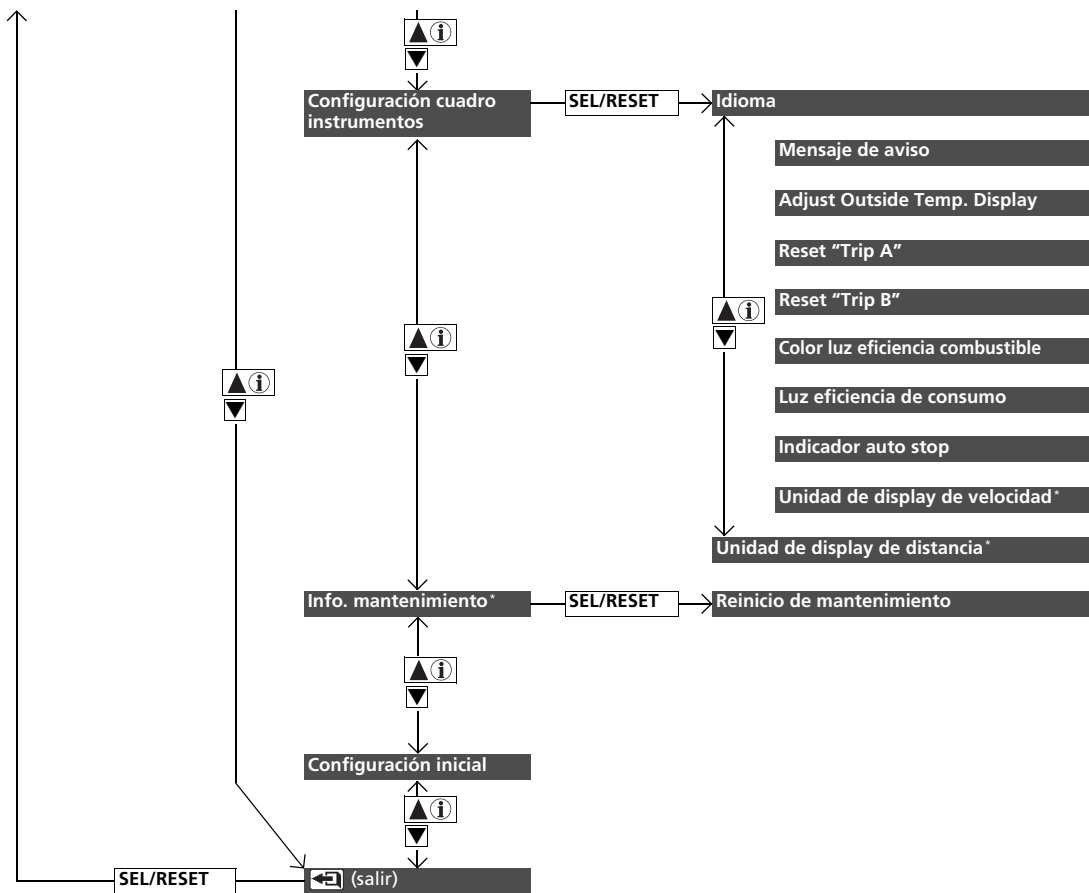 Configuración cuadro
instrumentos
SEL/RESET
Idioma
Mensaje de aviso
Adjust Outside Temp. Display
Reset “Trip A”
Reset “Trip B”
Color luz eficiencia combustible
Luz eficiencia de consumo
Indicador auto stop
Unidad de display de velocidad*
Unidad de display de distancia*
Info. mantenimiento*
SEL/RESET
Reinicio de mantenimiento
Configuración inicial
SEL/RESET
(salir)